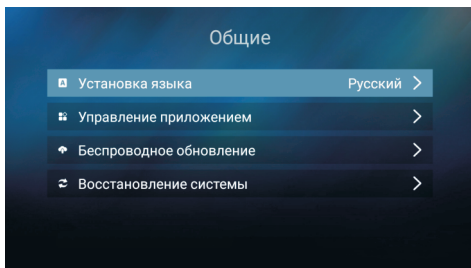 Общие
Установка языка Русский
Управление приложением
Беспроводное обновление
Восстановление системы